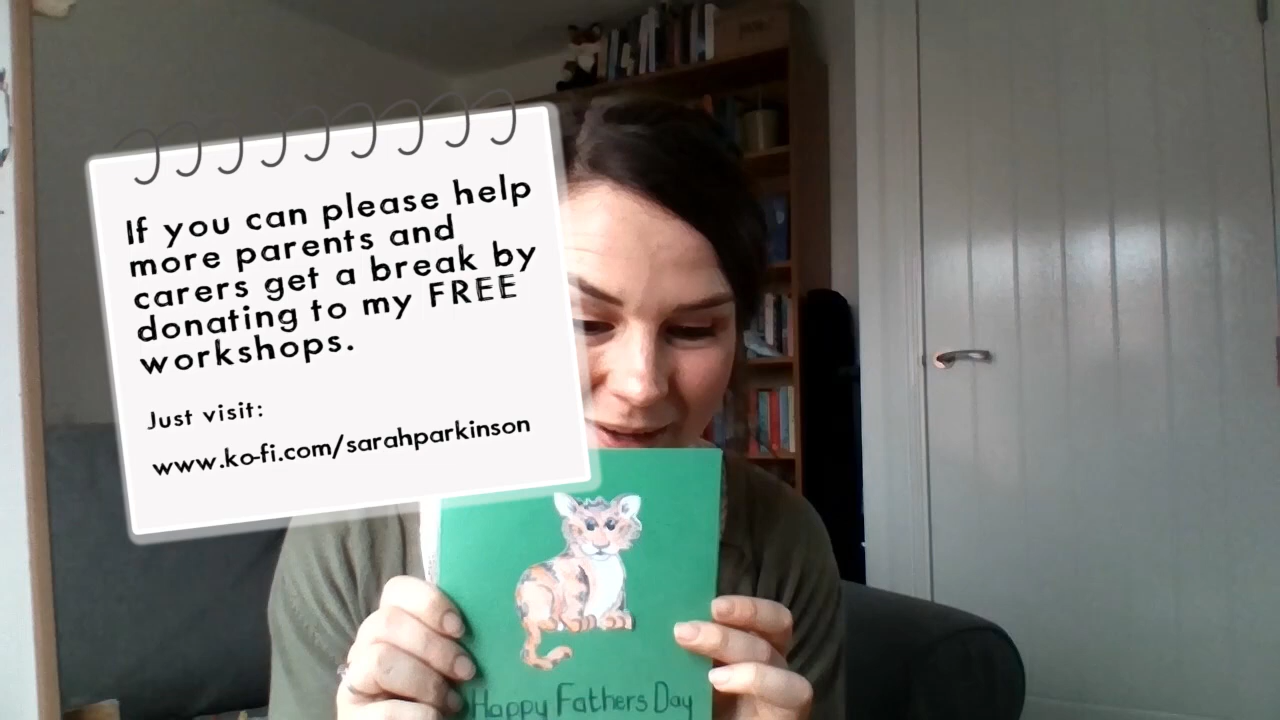 If you can please help
more parents and
carers get a break by
donating to my FREE
workshops.
Just visit:
www.ko-fi.com/sarahparkinson
Happy Fathers Day